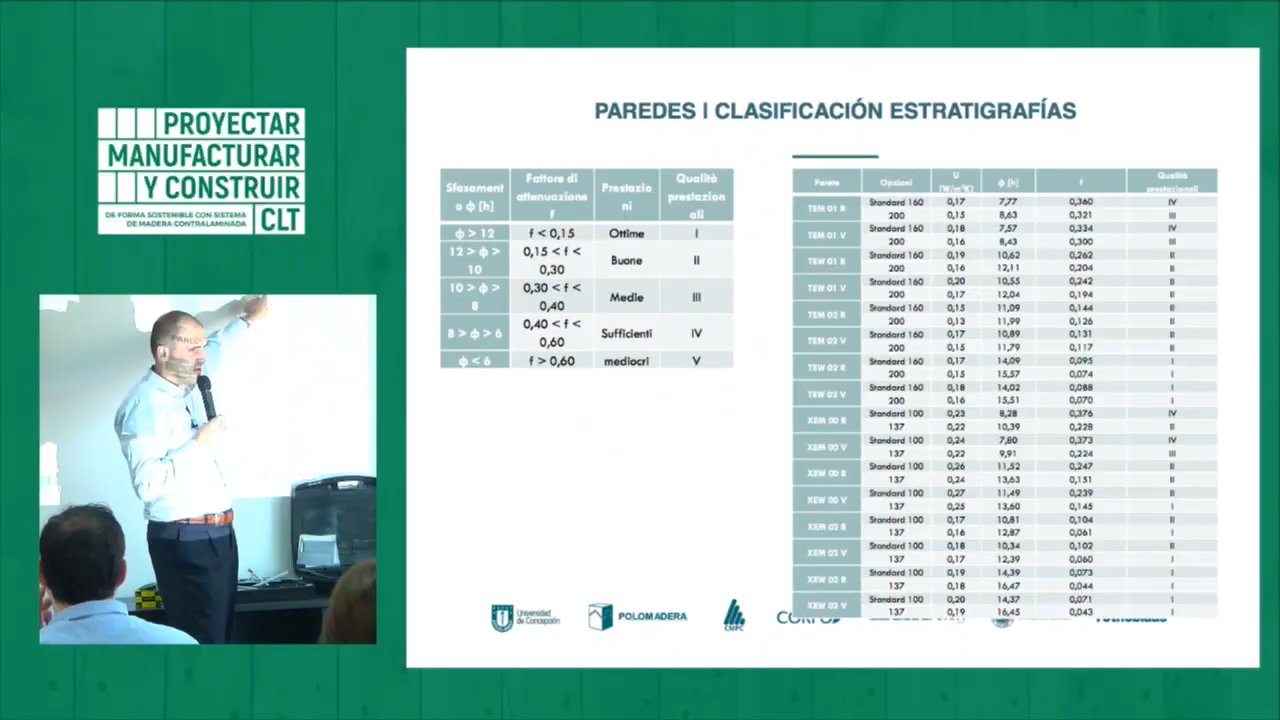 PROYECTAR
MANUFACTURAR
Y CONSTRUIR
DE FORMA SOSTENIBLE CON SISTEMA
DE MADERA CONTRALAMINADA
CLT
PAREDES | CLASIFICACIÓN ESTRATIGRAFÍAS
Sfasament
o ϕ [h]
Fattore di
attenuazione
f
Prestazio
ni
Qualità
prestazion
ali
ϕ > 12 f < 0,15 Ottime I
12 > ϕ >
10
0,15 < f <
0,30
Buone II
10 > ϕ >
8
0,30 < f <
0,40
Medie III
8 > ϕ > 6
0,40 < f <
0,60
Sufficienti IV
ϕ < 6 f > 0,60 mediocri V
Parete Opzioni U [W/m²K] ϕ [h] f Qualità prestazionali
TEM 01 R Standard 160 0,17 7,77 0,360 IV
200 0,15 8,63 0,321 III
TEM 01 V Standard 160 0,18 7,57 0,334 IV
200 0,16 8,43 0,300 III
TEW 01 R Standard 160 0,19 10,62 0,262 II
200 0,16 12,11 0,204 II
TEW 01 V Standard 160 0,20 10,55 0,242 II
200 0,17 12,04 0,194 II
TEM 02 R Standard 160 0,15 11,09 0,144 II
200 0,13 11,99 0,126 II
TEM 02 V Standard 160 0,17 10,89 0,131 II
200 0,15 11,79 0,117 II
TEW 02 R Standard 160 0,17 14,09 0,095 I
200 0,15 15,57 0,074 I
TEW 02 V Standard 160 0,18 14,02 0,088 I
200 0,16 15,51 0,070 I
XEM 00 R Standard 100 0,23 8,28 0,376 IV
137 0,22 10,39 0,228 II
XEM 00 V Standard 100 0,24 7,80 0,373 IV
137 0,22 9,91 0,224 III
XEW 00 R Standard 100 0,26 11,52 0,247 II
137 0,24 13,63 0,151 II
XEW 00 V Standard 100 0,27 11,49 0,239 II
137 0,25 13,60 0,145 I
XEM 02 R Standard 100 0,17 10,81 0,104 II
137 0,16 12,87 0,061 I
XEM 02 V Standard 100 0,18 10,34 0,102 II
137 0,17 12,39 0,060 I
XEW 02 R Standard 100 0,19 14,39 0,073 I
137 0,18 16,47 0,044 I
XEW 02 V Standard 100 0,20 14,37 0,071 I
137 0,19 16,45 0,043 I
Universidad
de Concepción
POLOMADERA
CMPC
CORFO
rothoblaas
PARED